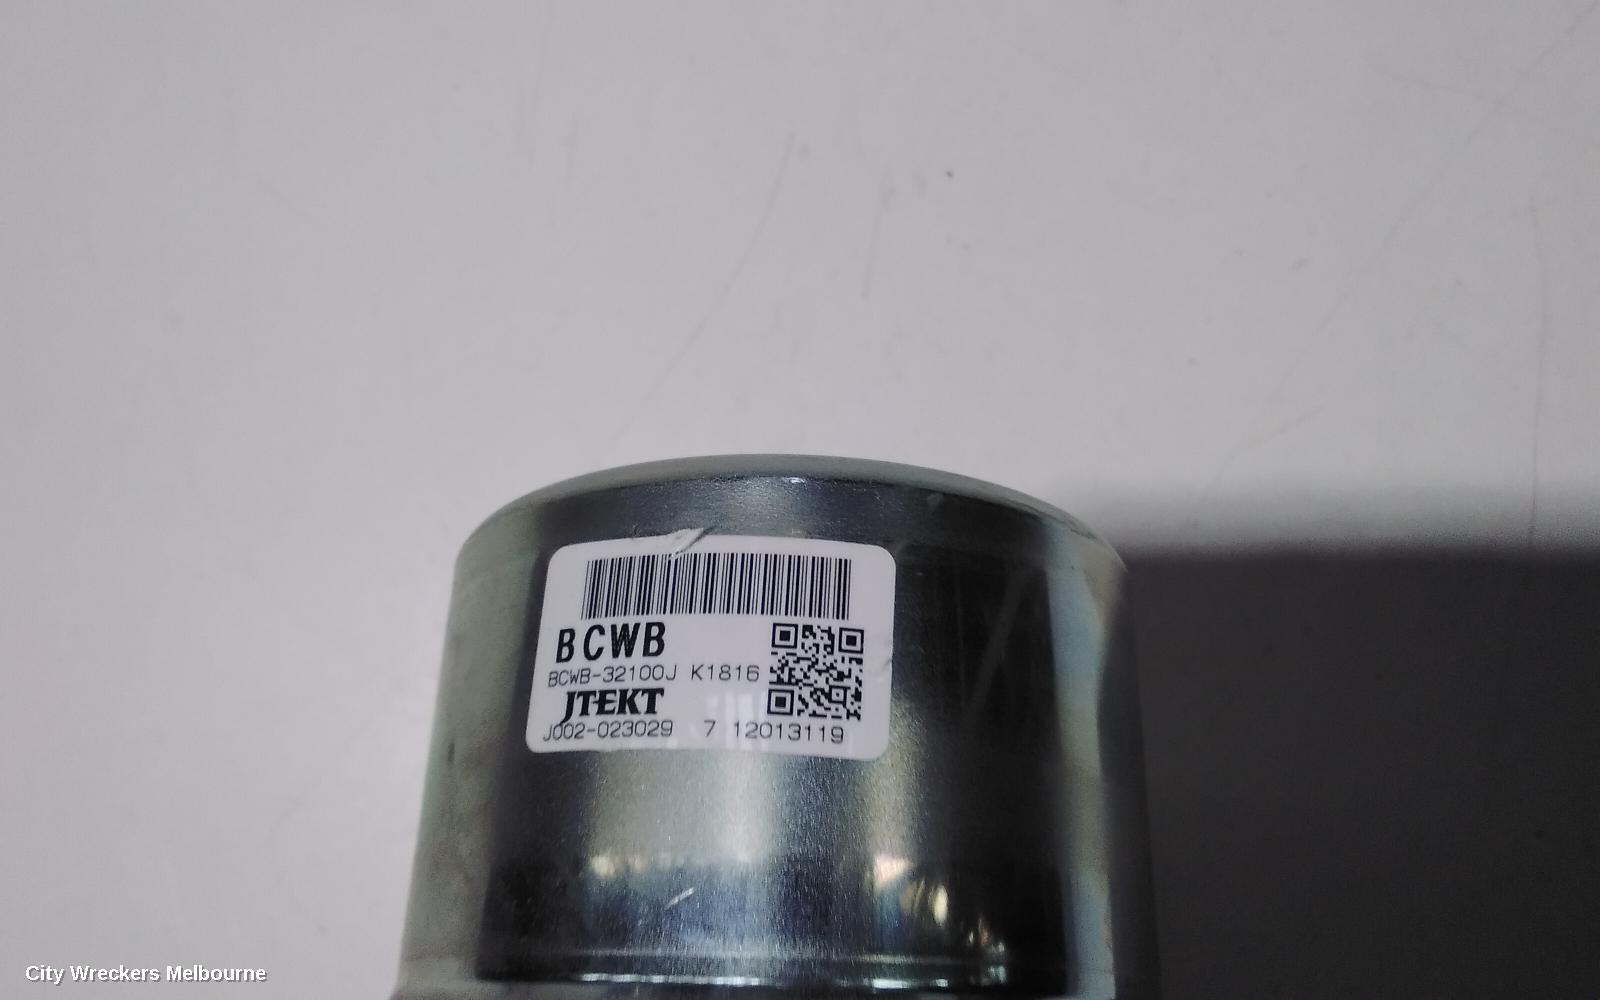 BCWB
BCWB-32100J K1816
JTEKT
J002-023029 7 12013119
City Wreckers Melbourne